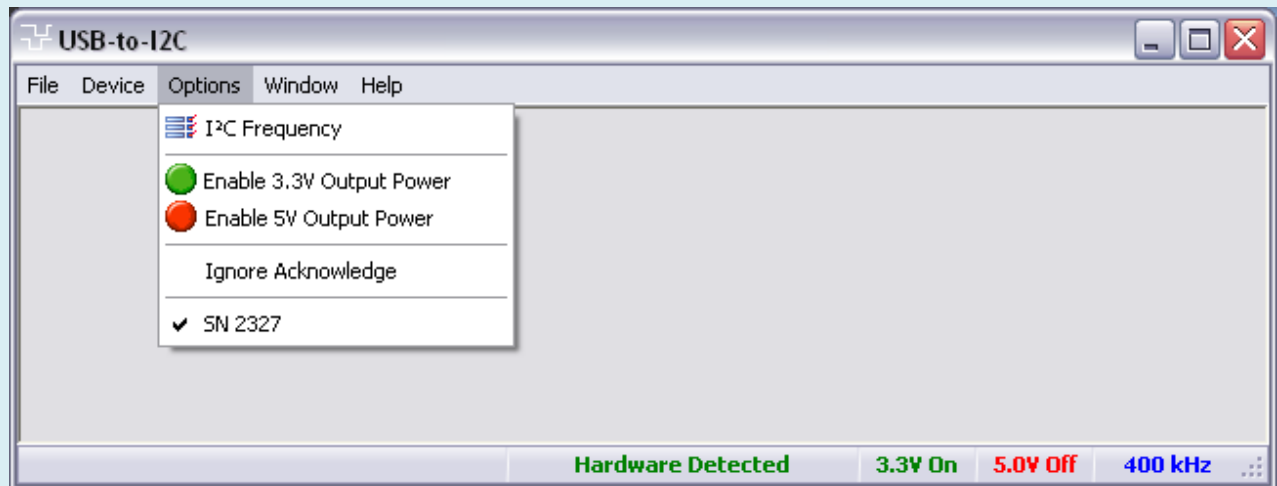 USB-to-I2C
File Device Options Window Help
I²C Frequency
Enable 3.3V Output Power
Enable 5V Output Power
Ignore Acknowledge
SN 2327
Hardware Detected 3.3V On 5.0V Off 400 kHz